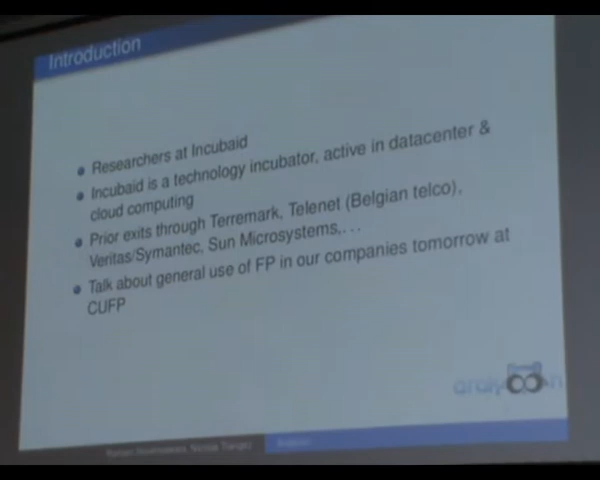 Introduction
Researchers at Incubaid
Incubaid is a technology incubator, active in datacenter &
cloud computing
Prior exits through Terremark, Telenet (Belgian telco),
Veritas/Symantec, Sun Microsystems,...
Talk about general use of FP in our companies tomorrow at
CUFP